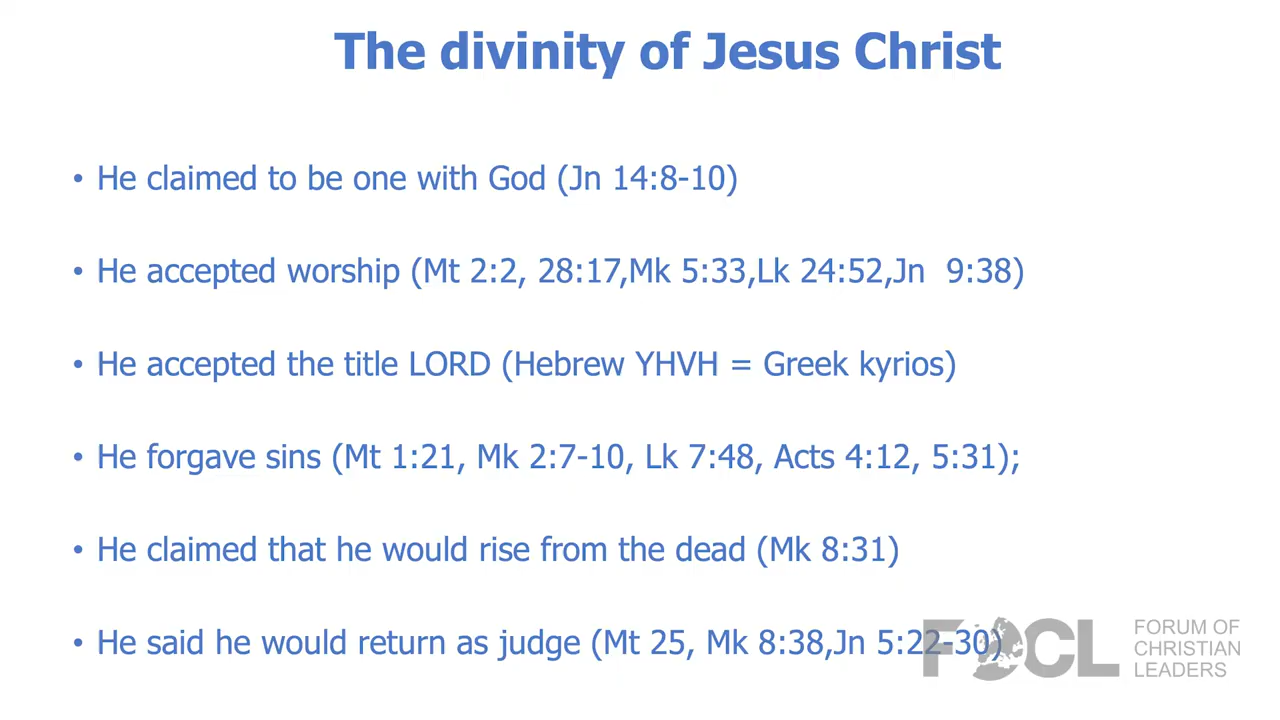 The divinity of Jesus Christ
• He claimed to be one with God (Jn 14:8-10)
• He accepted worship (Mt 2:2, 28:17,Mk 5:33,Lk 24:52,Jn  9:38)
• He accepted the title LORD (Hebrew YHVH = Greek kyrios)
• He forgave sins (Mt 1:21, Mk 2:7-10, Lk 7:48, Acts 4:12, 5:31);
• He claimed that he would rise from the dead (Mk 8:31)
• He said he would return as judge (Mt 25, Mk 8:38,Jn 5:22-30)
FOCL
FORUM OF
CHRISTIAN
LEADERS